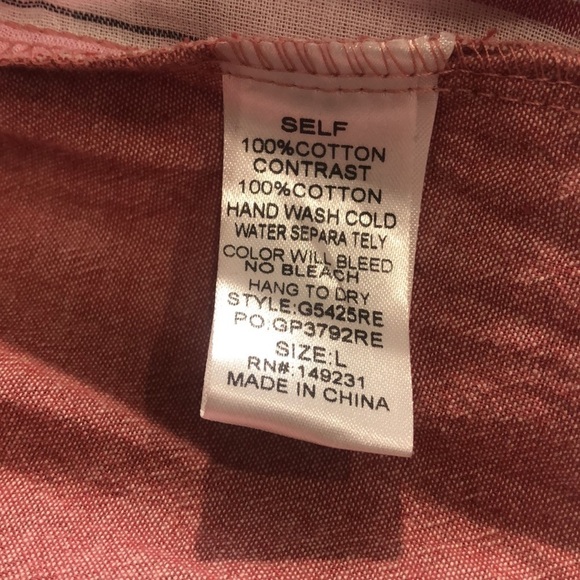 SELF
100%COTTON
CONTRAST
100%COTTON
HAND WASH COLD
WATER SEPARA TELY
COLOR WILL BLEED
NO BLEACH
HANG TO DRY
STYLE:G5425RE
PO:GP3792RE
SIZE:L
RN#:149231
MADE IN CHINA